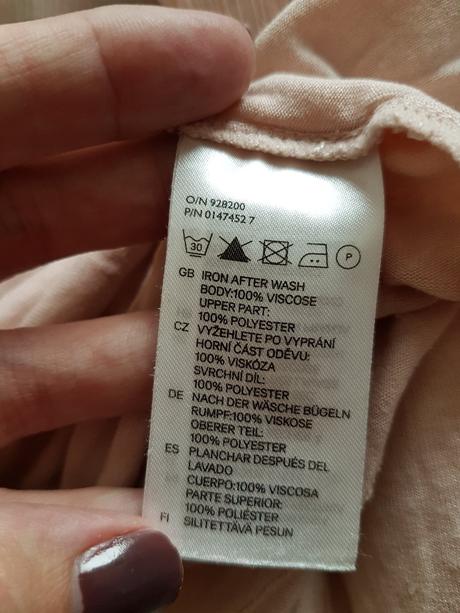 O/N 928200
P/N 0147452 7
30 P
GB IRON AFTER WASH
BODY:100% VISCOSE
UPPER PART:
100% POLYESTER
CZ VYŽEHLETE PO VYPRÁNÍ
HORNÍ ČÁST ODĚVU:
100% VISKÓZA
SVRCHNÍ DÍL:
100% POLYESTER
DE NACH DER WÄSCHE BÜGELN
RUMPF:100% VISKOSE
OBERER TEIL:
100% POLYESTER
ES PLANCHAR DESPUÉS DEL
LAVADO
CUERPO:100% VISCOSA
PARTE SUPERIOR:
100% POLIÉSTER
FI SILITETTÄVÄ PESUN